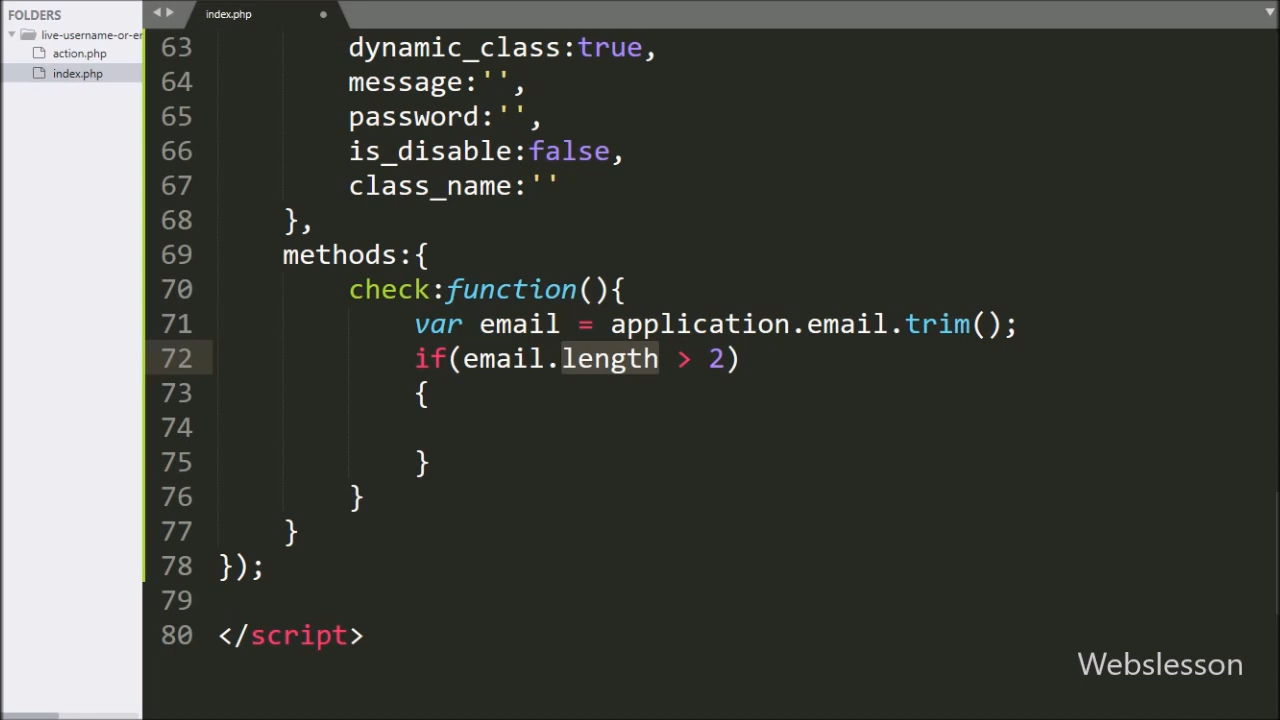 FOLDERS
live-username-or-er
action.php
index.php
index.php
63 dynamic_class:true,
64 message:'',
65 password:'',
66 is_disable:false,
67 class_name:''
68 },
69 methods:{
70 check:function(){
71 var email = application.email.trim();
72 if(email.length > 2)
73 {
74
75 }
76 }
77 }
78 });
79
80 </script>
Webslesson